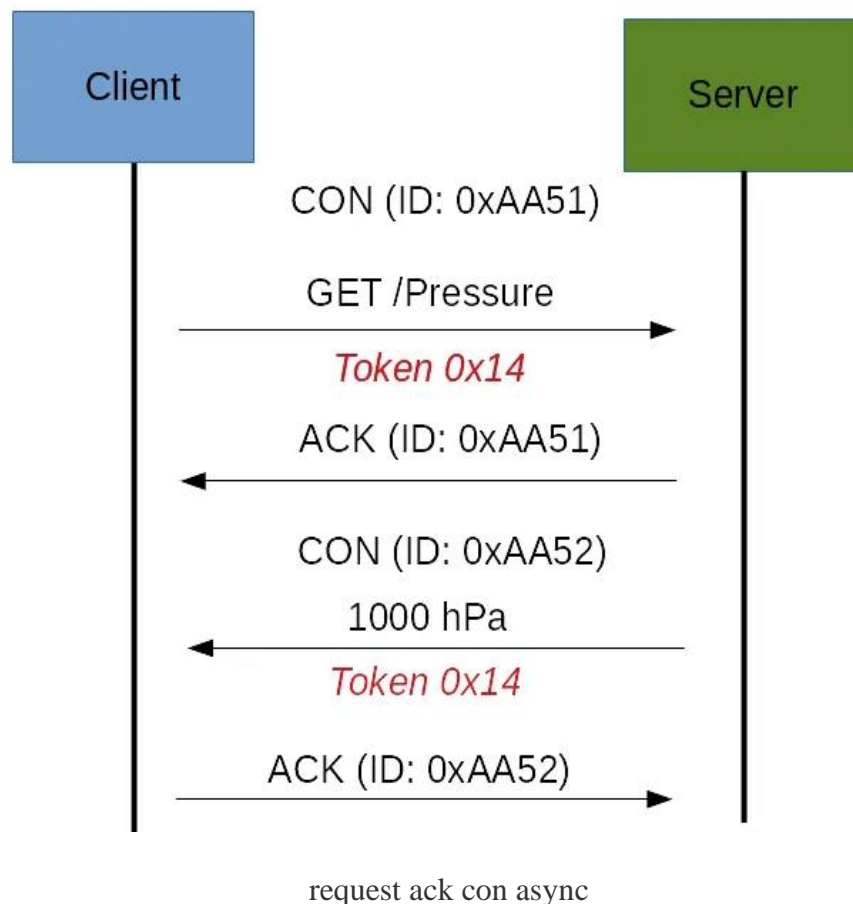 Client
Server
CON (ID: 0xAA51)
GET /Pressure
Token 0x14
ACK (ID: 0xAA51)
CON (ID: 0xAA52)
1000 hPa
Token 0x14
ACK (ID: 0xAA52)
request ack con async